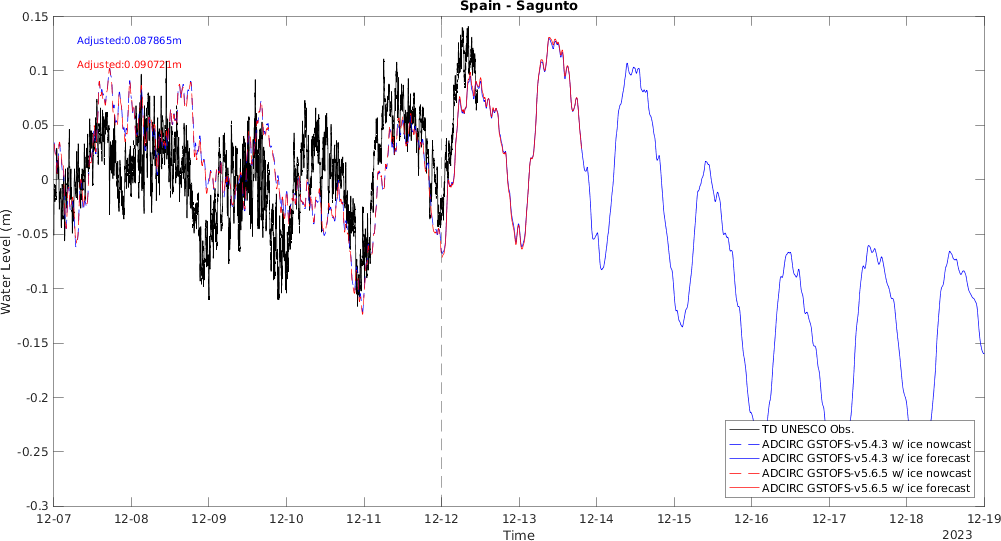 Spain - Sagunto
0.15
0.1
0.05
0
-0.05
-0.1
-0.15
-0.2
-0.25
-0.3
Water Level (m)
Adjusted:0.087865m
Adjusted:0.090721m
TD UNESCO Obs.
ADCIRC GSTOFS-v5.4.3 w/ ice nowcast
ADCIRC GSTOFS-v5.4.3 w/ ice forecast
ADCIRC GSTOFS-v5.6.5 w/ ice nowcast
ADCIRC GSTOFS-v5.6.5 w/ ice forecast
12-07 12-08 12-09 12-10 12-11 12-12 12-13 12-14 12-15 12-16 12-17 12-18 12-19
Time
2023